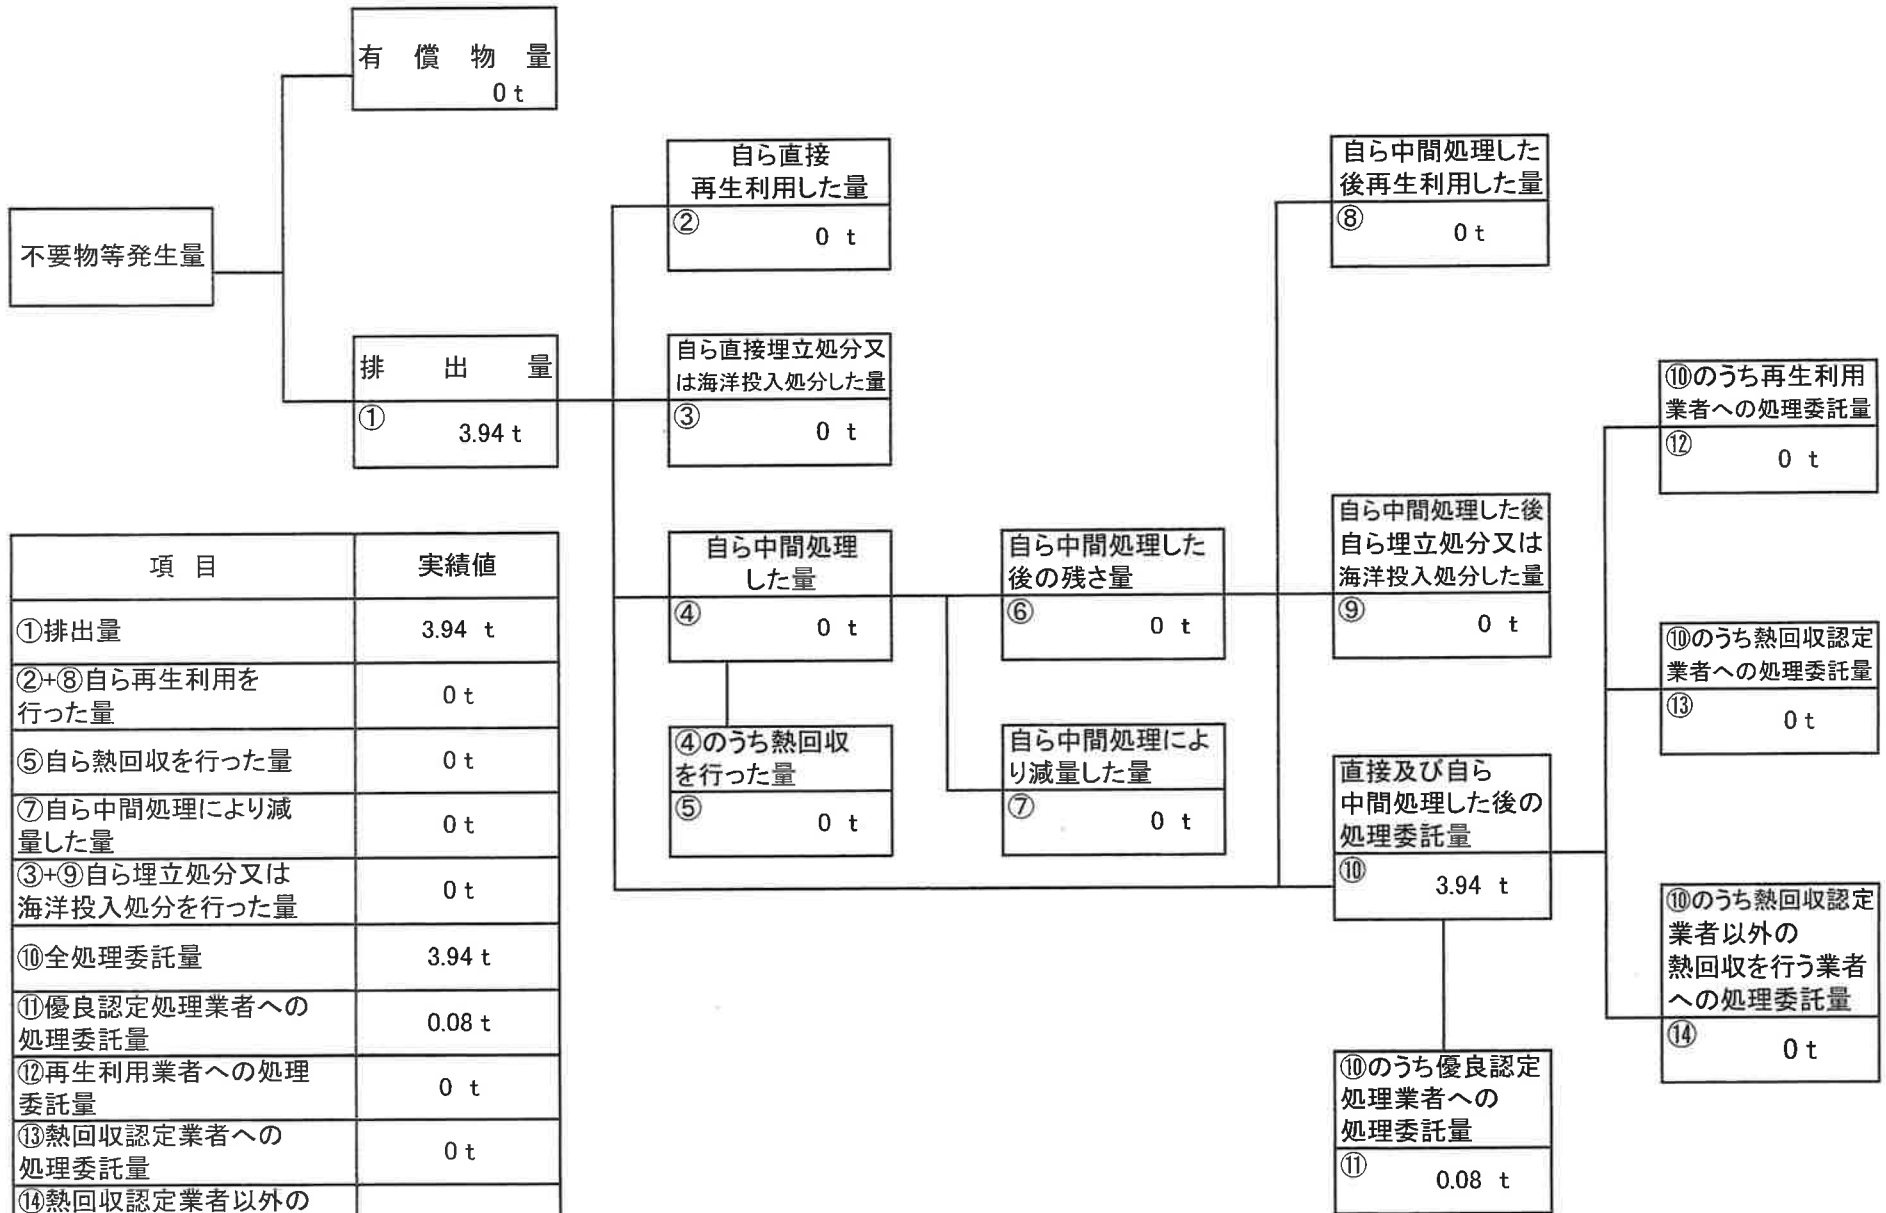 有償物量
0 t
不要物等発生量
排出量
①
3.94 t
自ら直接
再生利用した量
②
0 t
自ら直接埋立処分又
は海洋投入処分した量
③
0 t
自ら中間処理
した量
④
0 t
④のうち熱回収
を行った量
⑤
0 t
自ら中間処理した
後の残さ量
⑥
0 t
自ら中間処理によ
り減量した量
⑦
0 t
自ら中間処理した
後再生利用した量
⑧
0 t
自ら中間処理した後
自ら埋立処分又は
海洋投入処分した量
⑨
0 t
直接及び自ら
中間処理した後の
処理委託量
⑩
3.94 t
⑩のうち優良認定
処理業者への
処理委託量
⑪
0.08 t
⑩のうち再生利用
業者への処理委託量
⑫
0 t
⑩のうち熱回収認定
業者への処理委託量
⑬
0 t
⑩のうち熱回収認定
業者以外の
熱回収を行う業者
への処理委託量
⑭
0 t
項目 実績値
①排出量 3.94 t
②+⑧自ら再生利用を
行った量 0 t
⑤自ら熱回収を行った量 0 t
⑦自ら中間処理により減
量した量 0 t
③+⑨自ら埋立処分又は
海洋投入処分を行った量 0 t
⑩全処理委託量 3.94 t
⑪優良認定処理業者への
処理委託量 0.08 t
⑫再生利用業者への処理
委託量 0 t
⑬熱回収認定業者への
処理委託量 0 t
⑭熱回収認定業者以外の